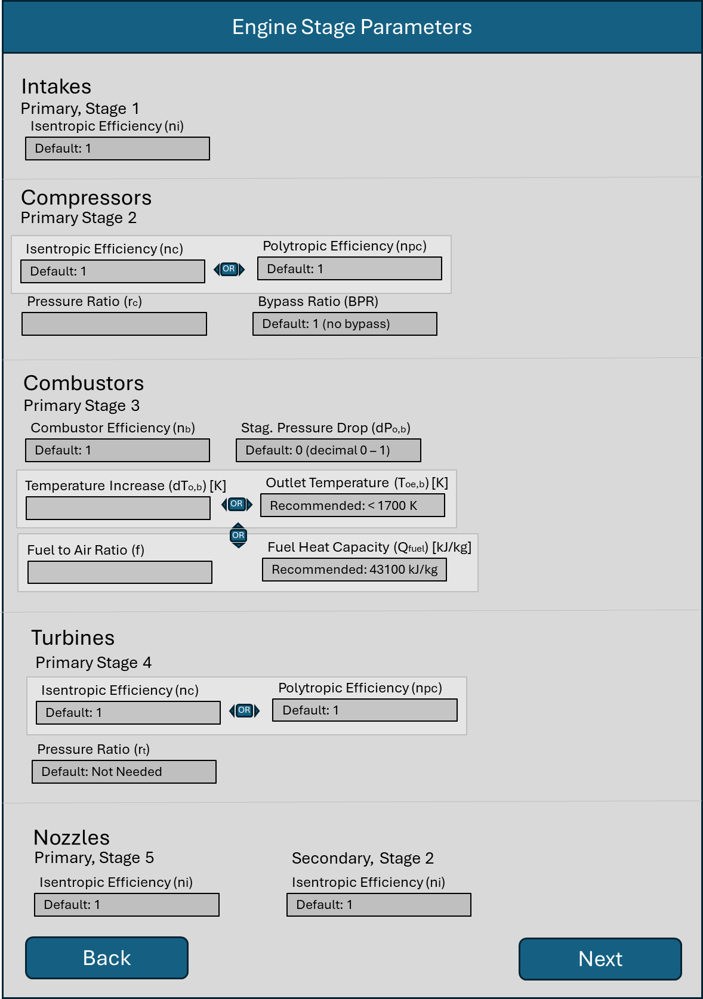 Engine Stage Parameters
Intakes
Primary, Stage 1
Isentropic Efficiency (ni)
Default: 1
Compressors
Primary Stage 2
Isentropic Efficiency (nc)
Default: 1
OR
Polytropic Efficiency (npc)
Default: 1
Pressure Ratio (rc)
Bypass Ratio (BPR)
Default: 1 (no bypass)
Combustors
Primary Stage 3
Combustor Efficiency (nb)
Default: 1
Stag. Pressure Drop (dPo,b)
Default: 0 (decimal 0 – 1)
Temperature Increase (dTo,b) [K]
OR
Outlet Temperature (Toe,b) [K]
Recommended: < 1700 K
OR
Fuel to Air Ratio (f)
Fuel Heat Capacity (Qfuel) [kJ/kg]
Recommended: 43100 kJ/kg
Turbines
Primary Stage 4
Isentropic Efficiency (nc)
Default: 1
OR
Polytropic Efficiency (npc)
Default: 1
Pressure Ratio (rt)
Default: Not Needed
Nozzles
Primary, Stage 5
Isentropic Efficiency (ni)
Default: 1
Secondary, Stage 2
Isentropic Efficiency (ni)
Default: 1
Back
Next